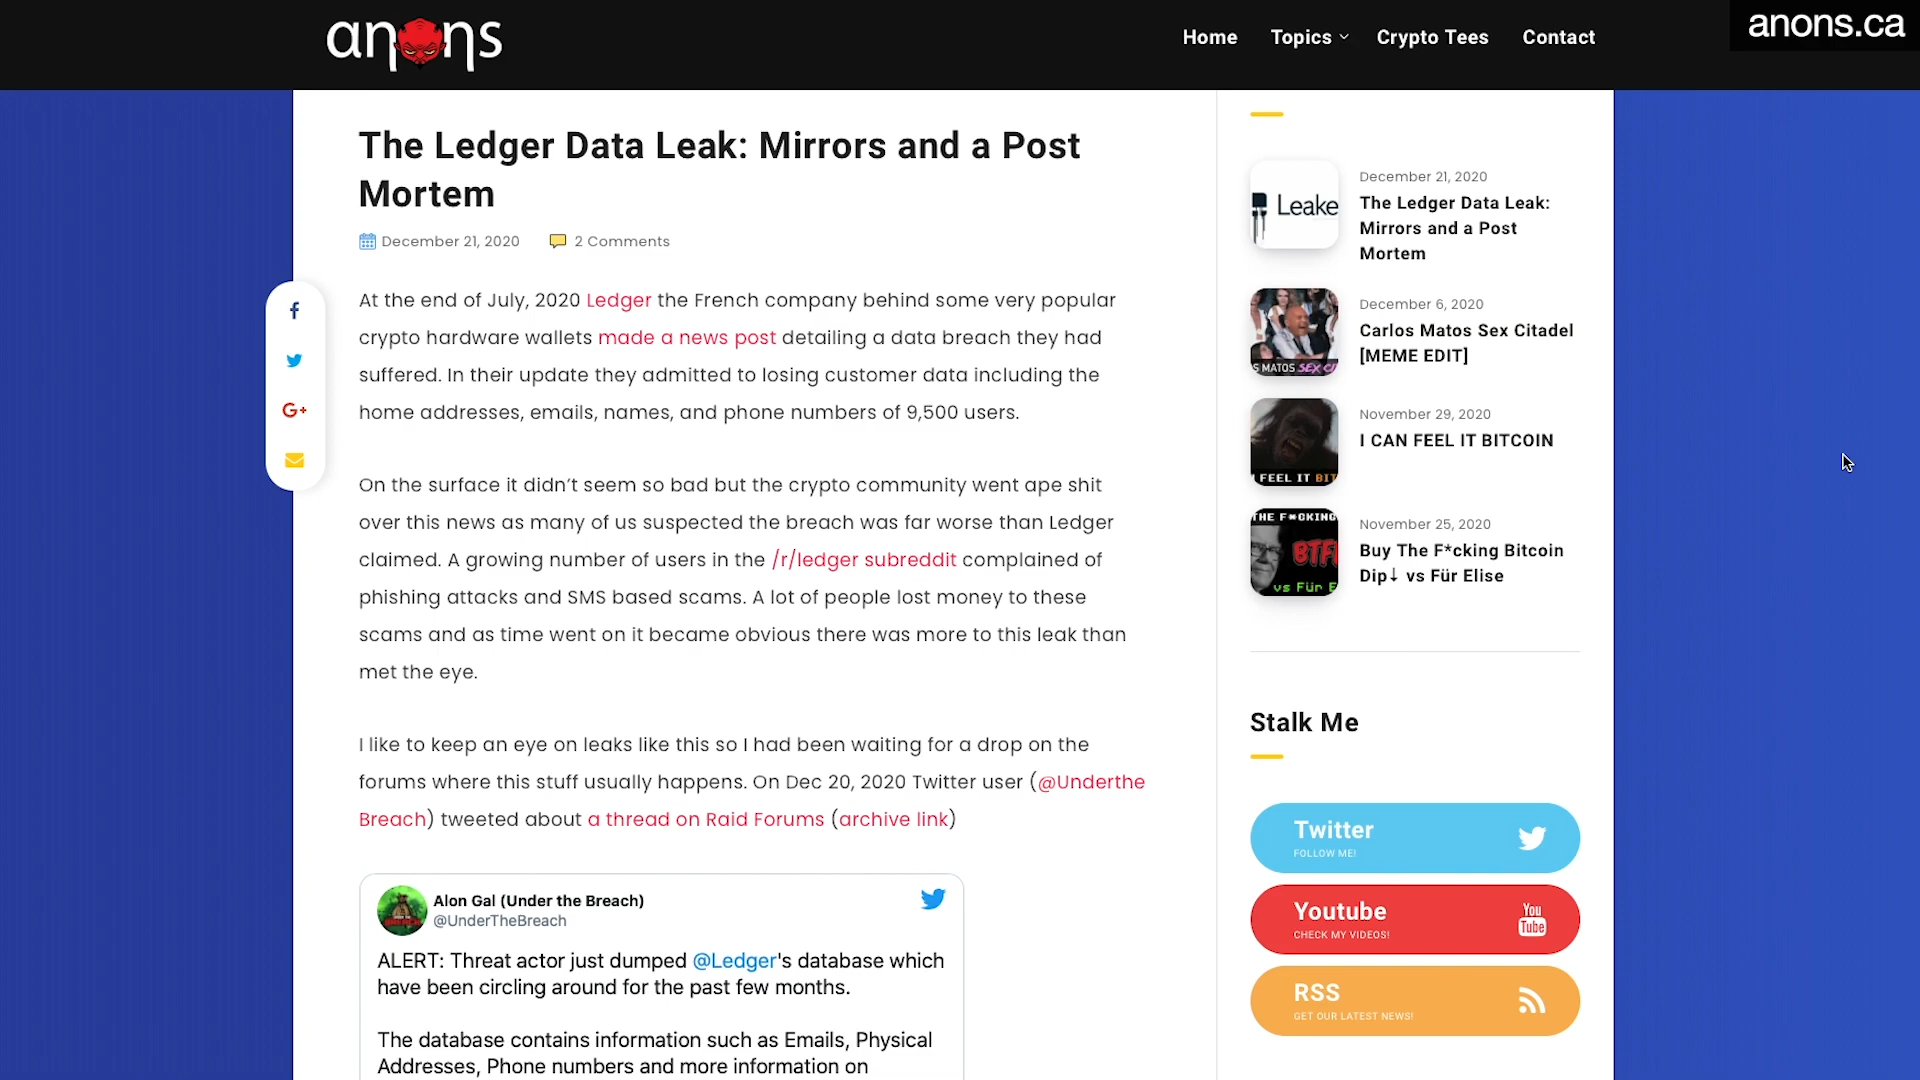 anons
Home
Topics
Crypto Tees
Contact
anons.ca
The Ledger Data Leak: Mirrors and a Post
Mortem
December 21, 2020
2 Comments
At the end of July, 2020 Ledger the French company behind some very popular
crypto hardware wallets made a news post detailing a data breach they had
suffered. In their update they admitted to losing customer data including the
home addresses, emails, names, and phone numbers of 9,500 users.
On the surface it didn’t seem so bad but the crypto community went ape shit
over this news as many of us suspected the breach was far worse than Ledger
claimed. A growing number of users in the /r/ledger subreddit complained of
phishing attacks and SMS based scams. A lot of people lost money to these
scams and as time went on it became obvious there was more to this leak than
met the eye.
I like to keep an eye on leaks like this so I had been waiting for a drop on the
forums where this stuff usually happens. On Dec 20, 2020 Twitter user (@Underthe
Breach) tweeted about a thread on Raid Forums (archive link)
Alon Gal (Under the Breach)
@UnderTheBreach
ALERT: Threat actor just dumped @Ledger's database which
have been circling around for the past few months.
The database contains information such as Emails, Physical
Addresses, Phone numbers and more information on
Leake
December 21, 2020
The Ledger Data Leak:
Mirrors and a Post
Mortem
S MATOS SEX CI
December 6, 2020
Carlos Matos Sex Citadel
[MEME EDIT]
I FEEL IT BIT
November 29, 2020
I CAN FEEL IT BITCOIN
THE F*CKING
BTF
vs Für E
November 25, 2020
Buy The F*cking Bitcoin
Dip↓ vs Für Elise
Stalk Me
Twitter
FOLLOW ME!
Youtube
CHECK MY VIDEOS!
You
Tube
RSS
GET OUR LATEST NEWS!